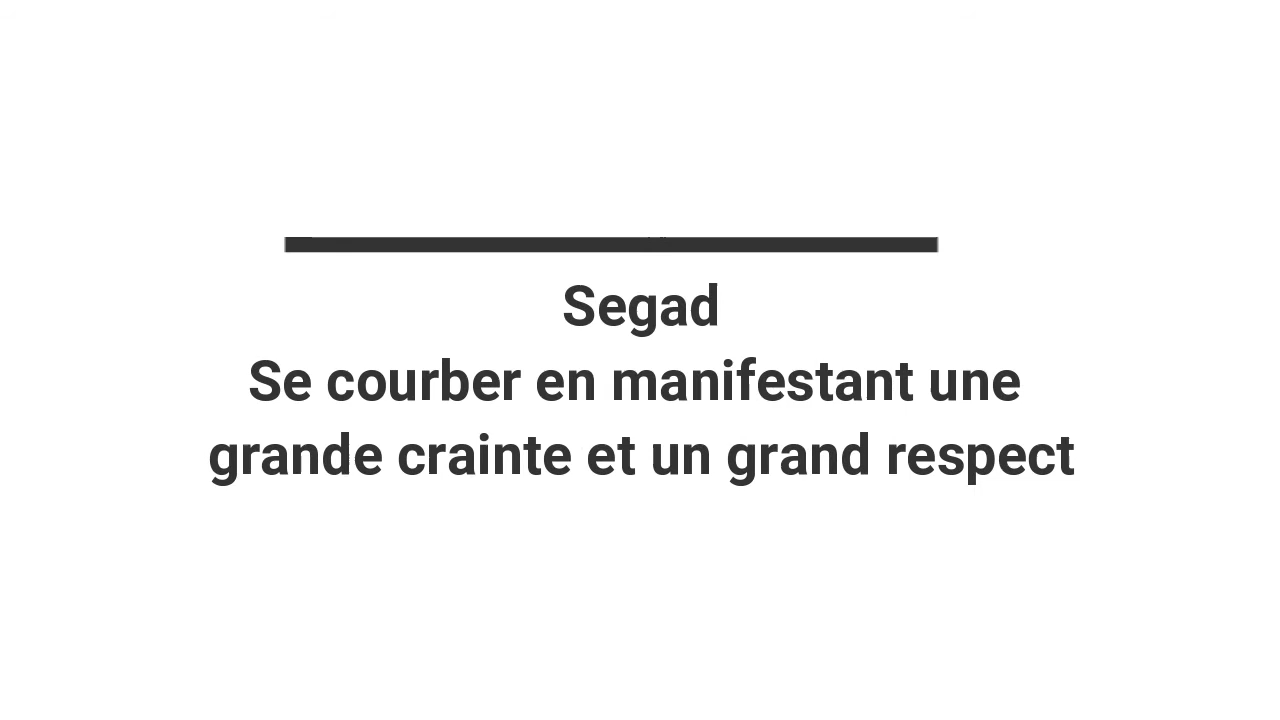 Segad
Se courber en manifestant une
grande crainte et un grand respect